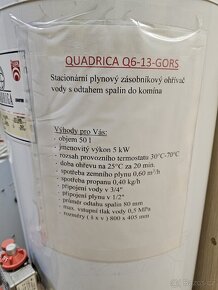 QUADRICA Q6-13-GORS
Stacionární plynový zásobníkový ohřívač
vody s odtahem spalin do komína
Výhody pro Vás:
- objem 50 l
- jmenovitý výkon 5 kW
- rozsah provozního termostatu 30°C-70°C
- doba ohřevu na 25°C za 20 min.
- spotřeba zemního plynu 0,60 m³/h
- spotřeba propanu 0,40 kg/h
- připojení vody v 3/4"
- připojení plynu v 1/2"
- průměr odtahu spalin 80 mm
- max. vstupní tlak vody 0,5 MPa
- rozměry ( š x v ) 800 x 405 mm